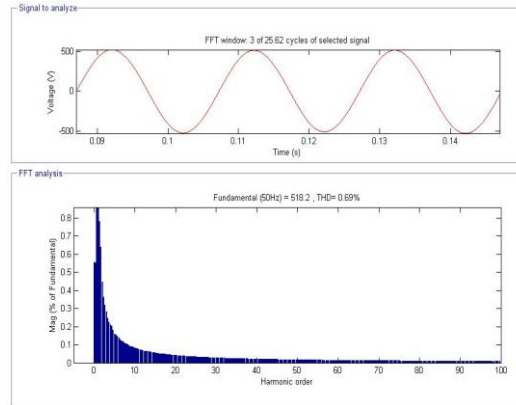 Signal to analyze
FFT window: 3 of 25.62 cycles of selected signal
500
0
-500
Voltage (V)
0.09 0.1 0.11 0.12 0.13 0.14
Time (s)
FFT analysis
Fundamental (50Hz) = 518.2 , THD= 0.69%
0.8
0.7
0.6
0.5
0.4
0.3
0.2
0.1
0
Mag (% of Fundamental)
0 10 20 30 40 50 60 70 80 90 100
Harmonic order